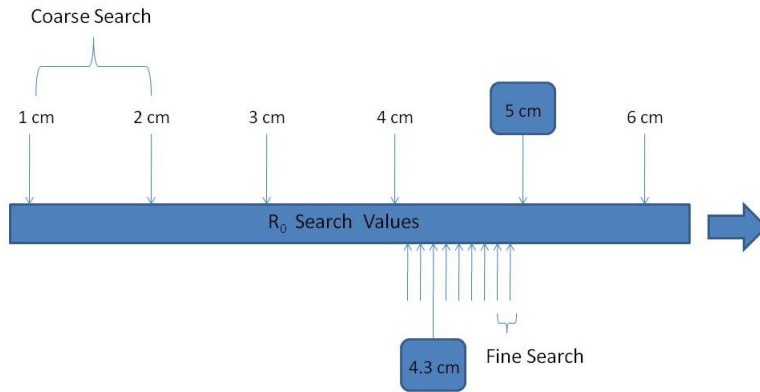 Coarse Search
1 cm
2 cm
3 cm
4 cm
5 cm
6 cm
R₀ Search Values
4.3 cm
Fine Search